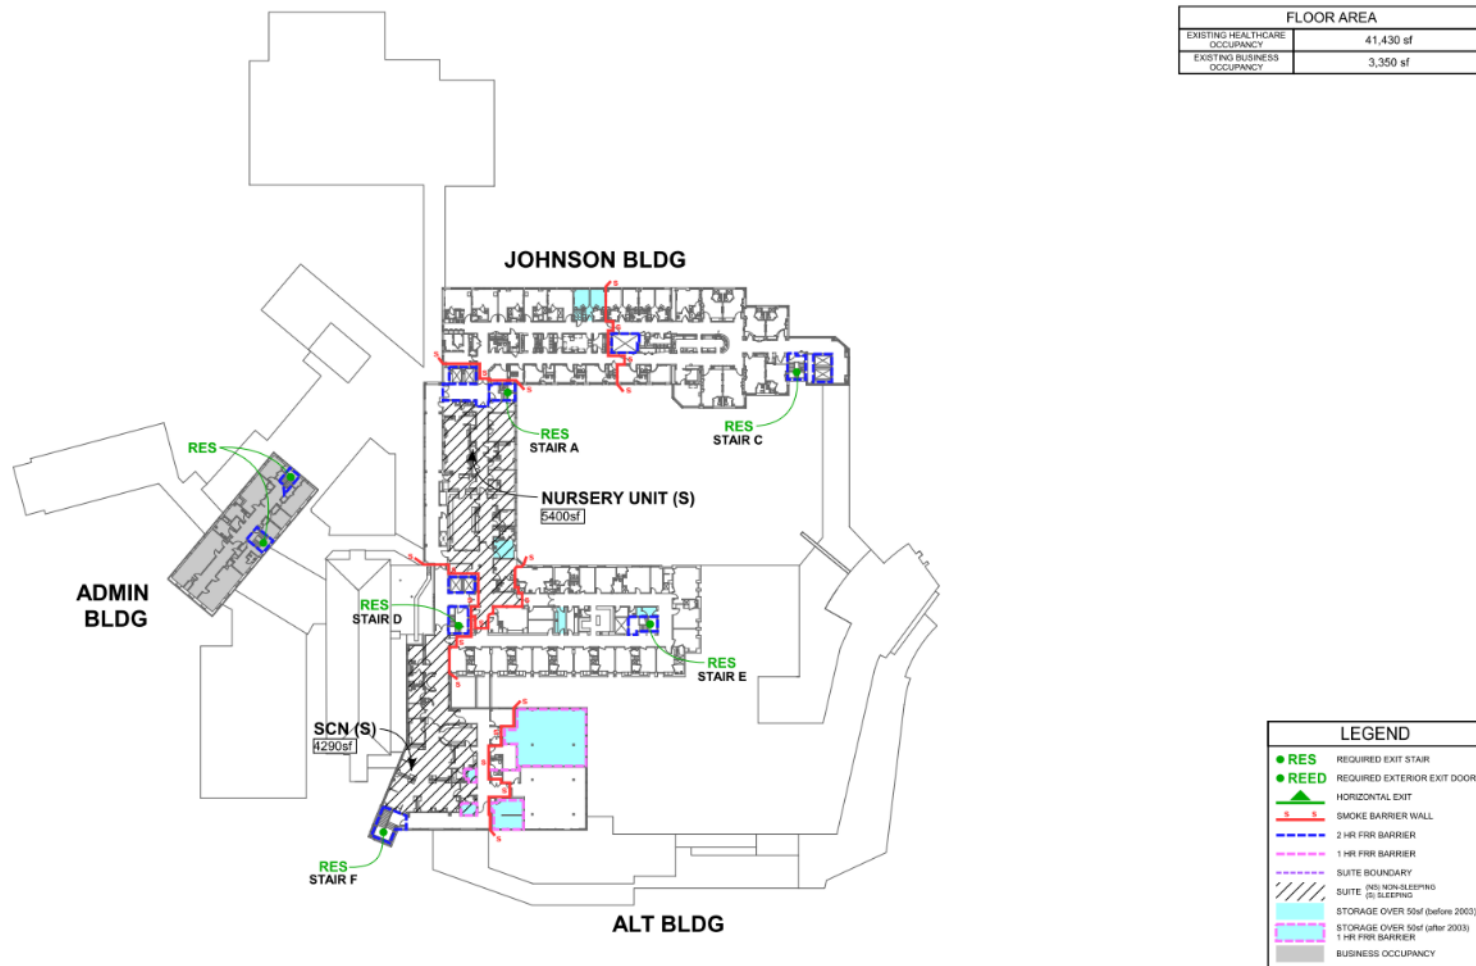 FLOOR AREA
EXISTING HEALTHCARE
OCCUPANCY
41,430 sf
EXISTING BUSINESS
OCCUPANCY
3,350 sf
JOHNSON BLDG
S
S
S
S
S
S
S
RES
STAIR A
RES
STAIR C
RES
NURSERY UNIT (S)
5400sf
ADMIN
BLDG
S
S
RES
STAIR D
RES
STAIR E
S
S
SCN (S)
4290sf
S
S
S
S
S
RES
STAIR F
ALT BLDG
LEGEND
RES REQUIRED EXIT STAIR
REED REQUIRED EXTERIOR EXIT DOOR
HORIZONTAL EXIT
S S SMOKE BARRIER WALL
2 HR FRR BARRIER
1 HR FRR BARRIER
SUITE BOUNDARY
SUITE (NS) NON-SLEEPING
(S) SLEEPING
STORAGE OVER 50sf (before 2003)
STORAGE OVER 50sf (after 2003)
1 HR FRR BARRIER
BUSINESS OCCUPANCY